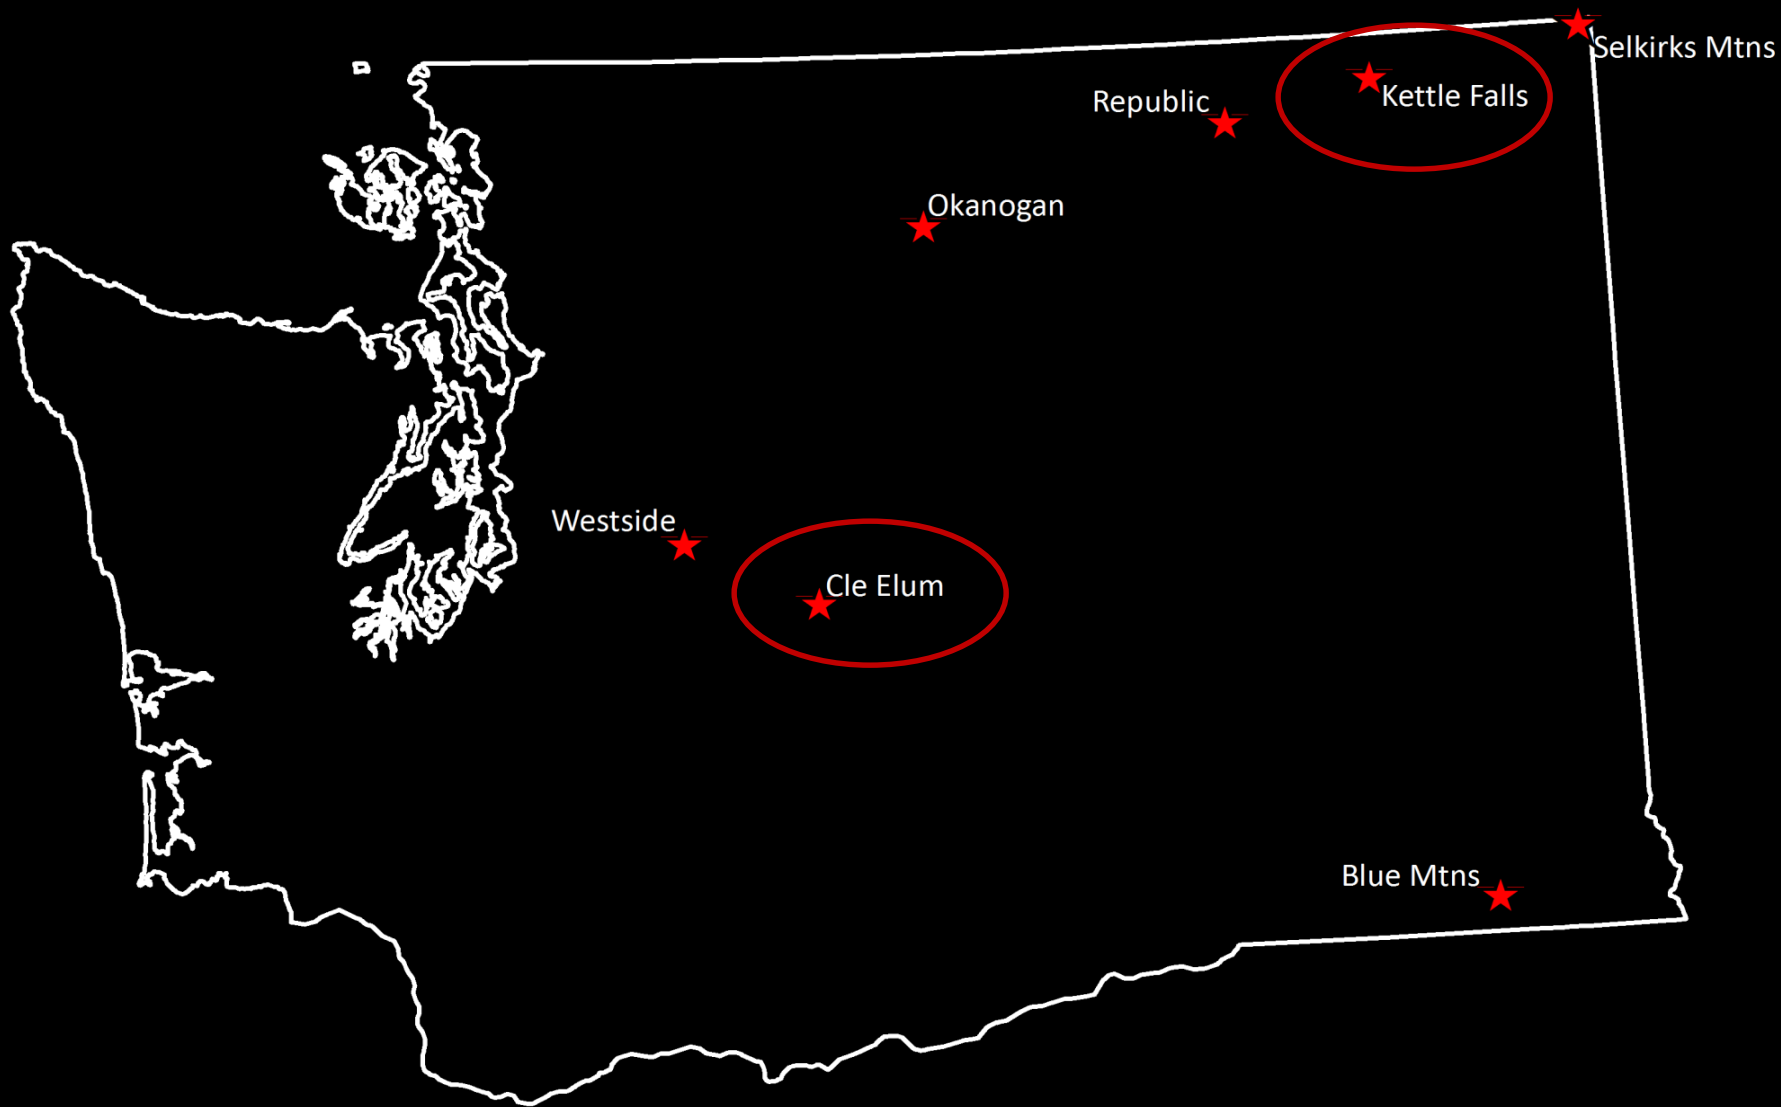 Selkirks Mtns
Kettle Falls
Republic
Okanogan
Westside
Cle Elum
Blue Mtns